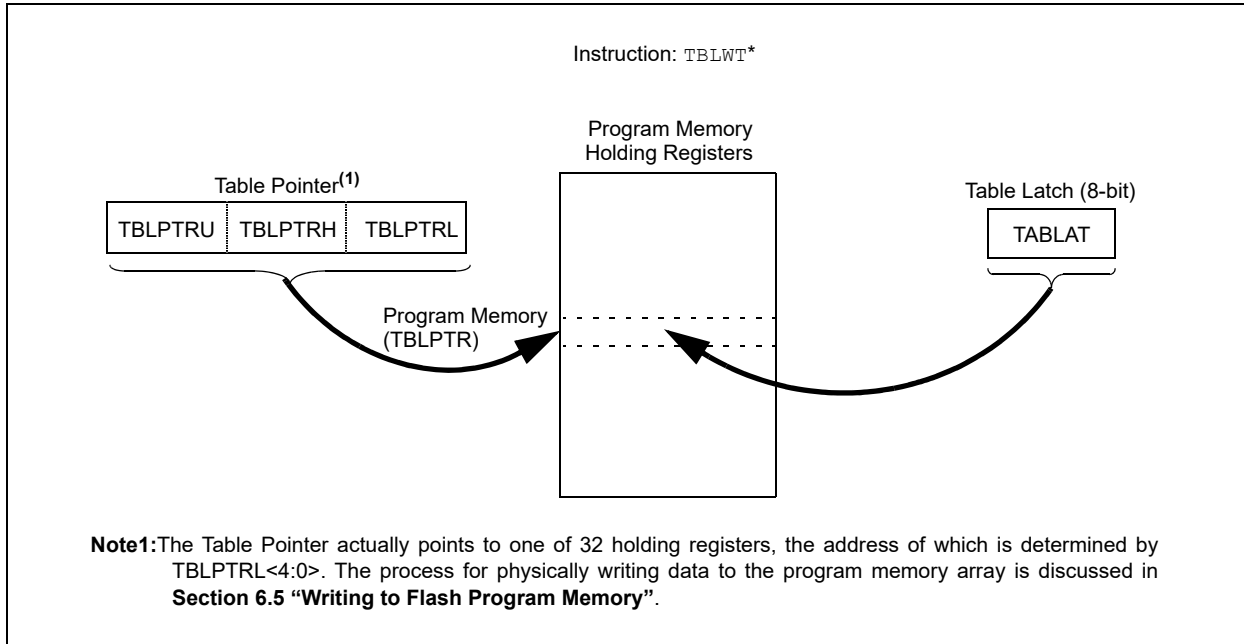 Instruction: TBLWT*
Program Memory
Holding Registers
Table Pointer(1)
Table Latch (8-bit)
TBLPTRU TBLPTRH TBLPTRL
TABLAT
Program Memory
(TBLPTR)
Note1:The Table Pointer actually points to one of 32 holding registers, the address of which is determined by
TBLPTRL<4:0>. The process for physically writing data to the program memory array is discussed in
Section 6.5 “Writing to Flash Program Memory”.